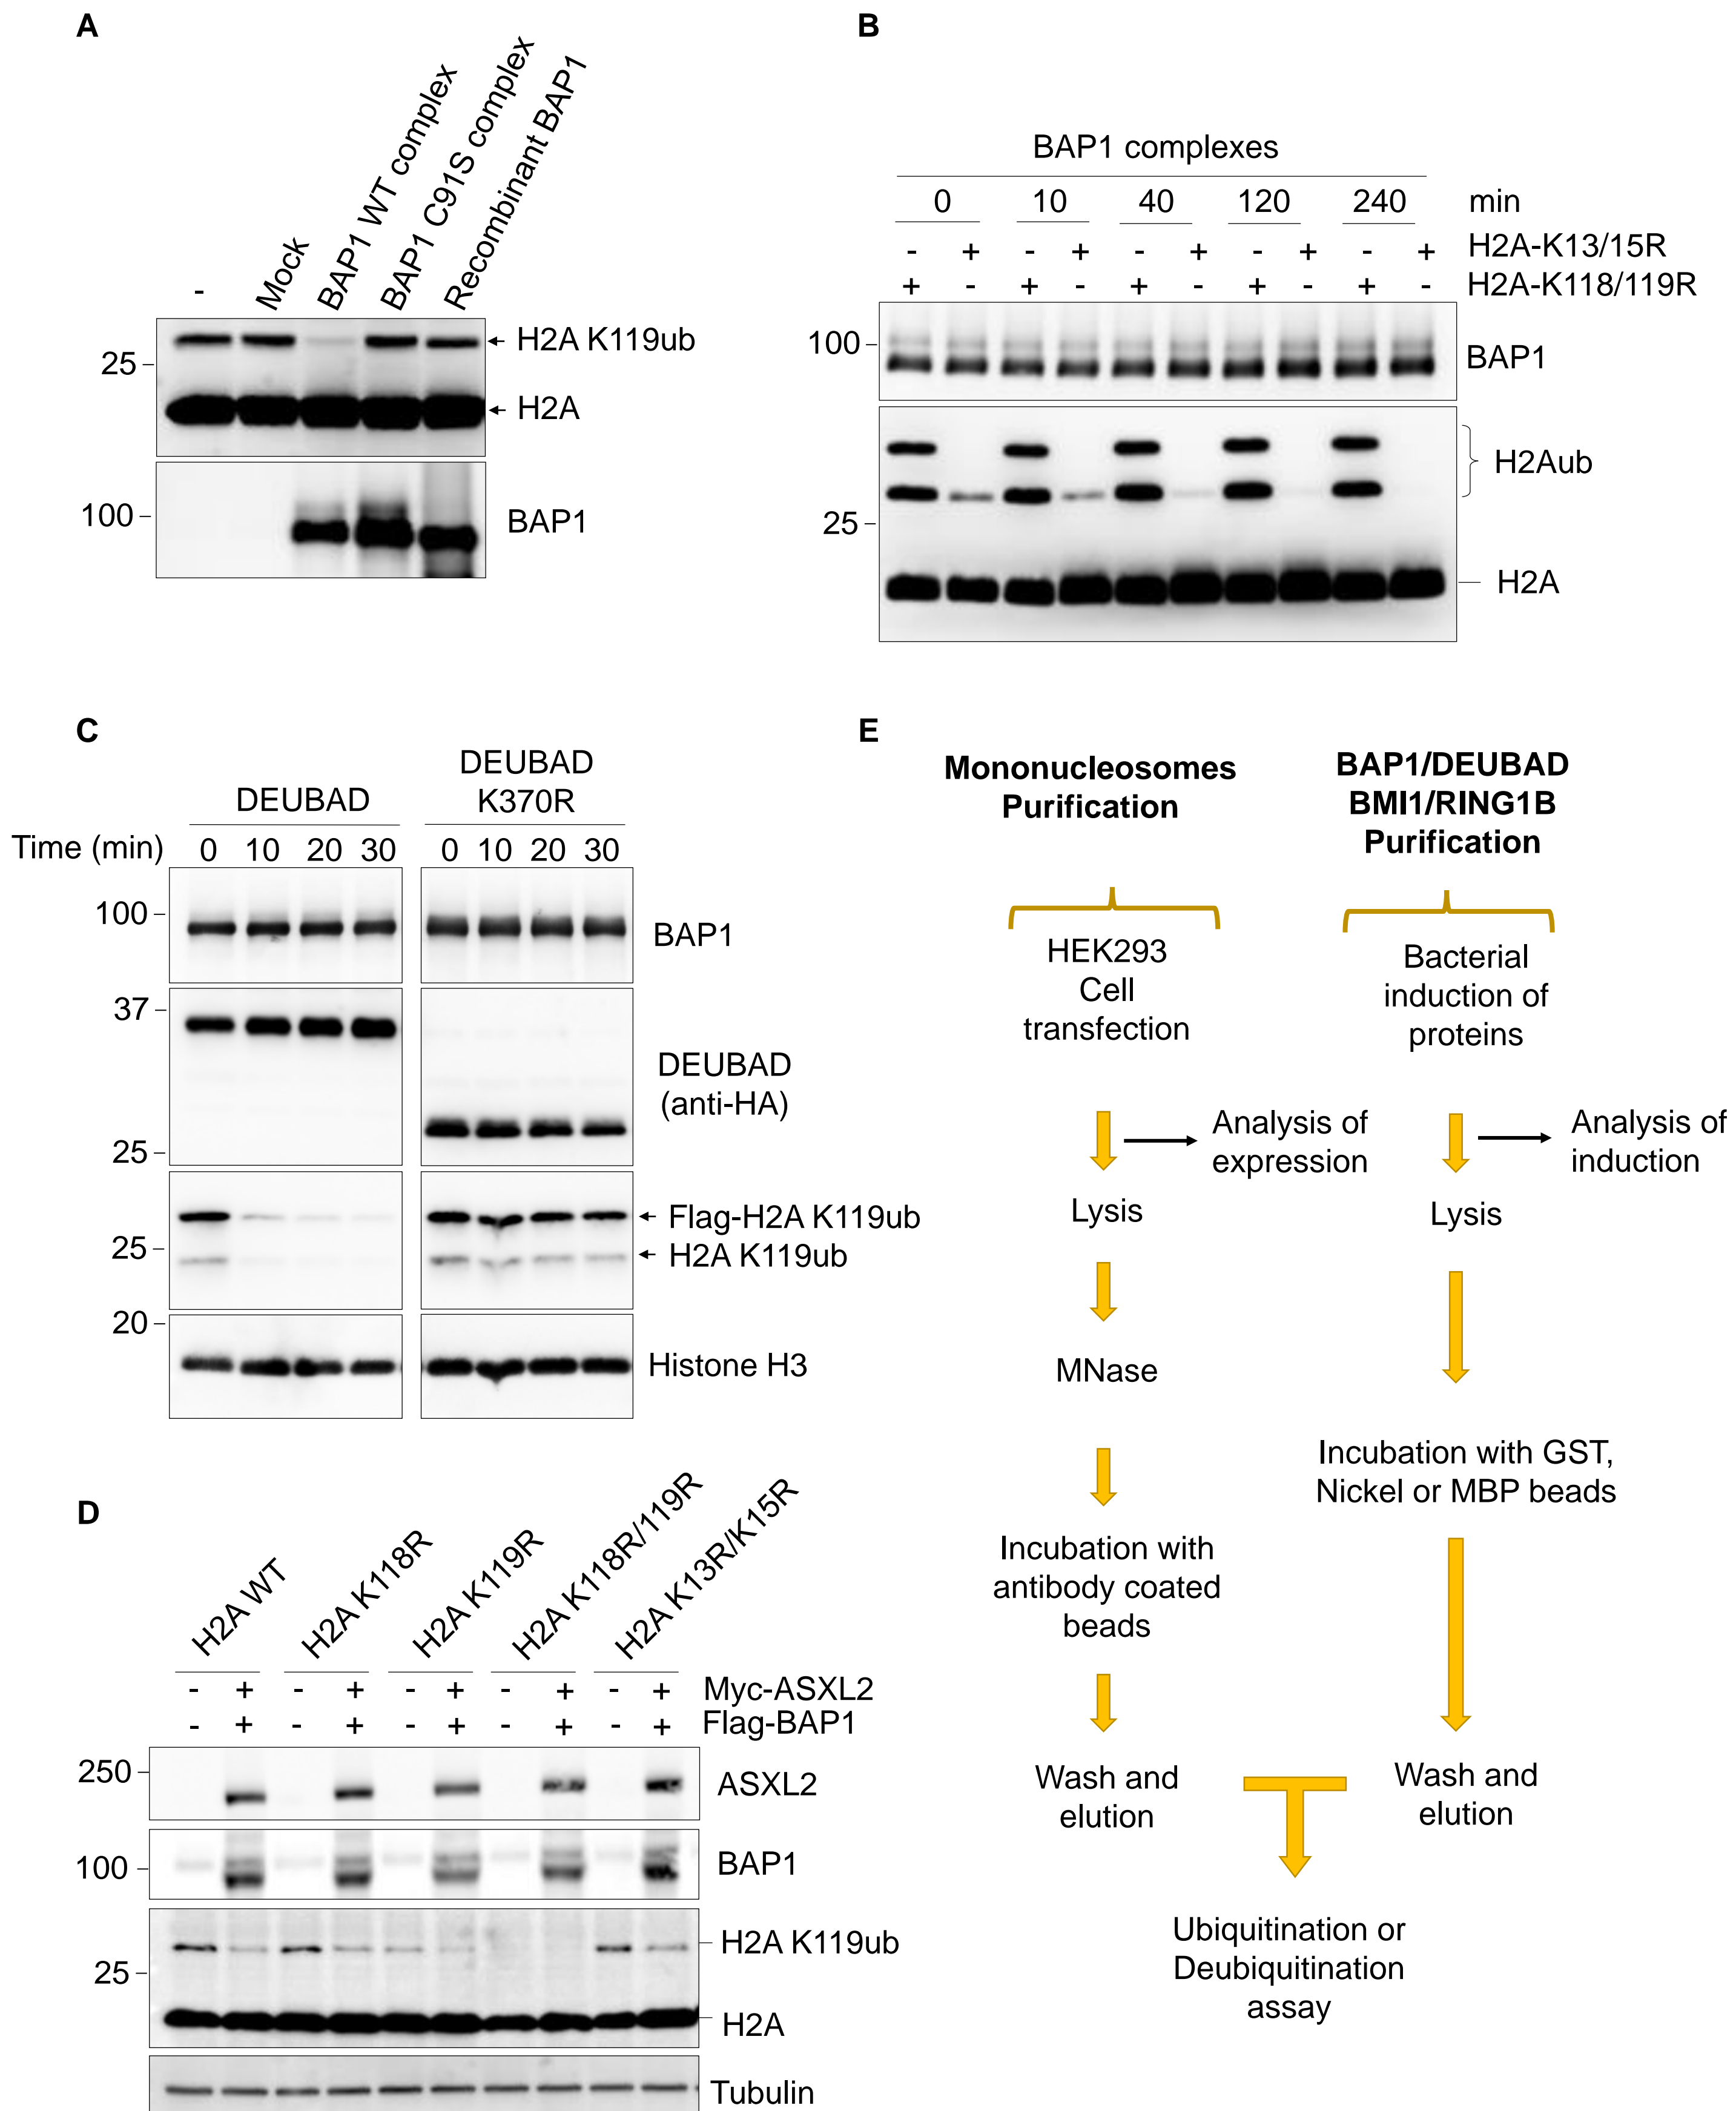 A
-
Mock
BAP1 WT complex
BAP1 C91S complex
Recombinant BAP1
25
H2A K119ub
H2A
100
BAP1
B
BAP1 complexes
0 10 40 120 240 min
- + - + - + - + - + H2A-K13/15R
+ - + - + - + - + - H2A-K118/119R
100
BAP1
H2Aub
25
H2A
C
DEUBAD
DEUBAD
K370R
Time (min) 0 10 20 30 0 10 20 30
100
BAP1
37
DEUBAD
(anti-HA)
25
Flag-H2A K119ub
25
H2A K119ub
20
Histone H3
D
H2A WT
H2A K118R
H2A K119R
H2A K118R/119R
H2A K13R/K15R
- + - + - + - + - + Myc-ASXL2
- + - + - + - + - + Flag-BAP1
250
ASXL2
100
BAP1
H2A K119ub
25
H2A
Tubulin
E
Mononucleosomes
Purification
HEK293
Cell
transfection
Analysis of
expression
Lysis
MNase
Incubation with
antibody coated
beads
Wash and
elution
BAP1/DEUBAD
BMI1/RING1B
Purification
Bacterial
induction of
proteins
Analysis of
induction
Lysis
Incubation with GST,
Nickel or MBP beads
Wash and
elution
Ubiquitination or
Deubiquitination
assay